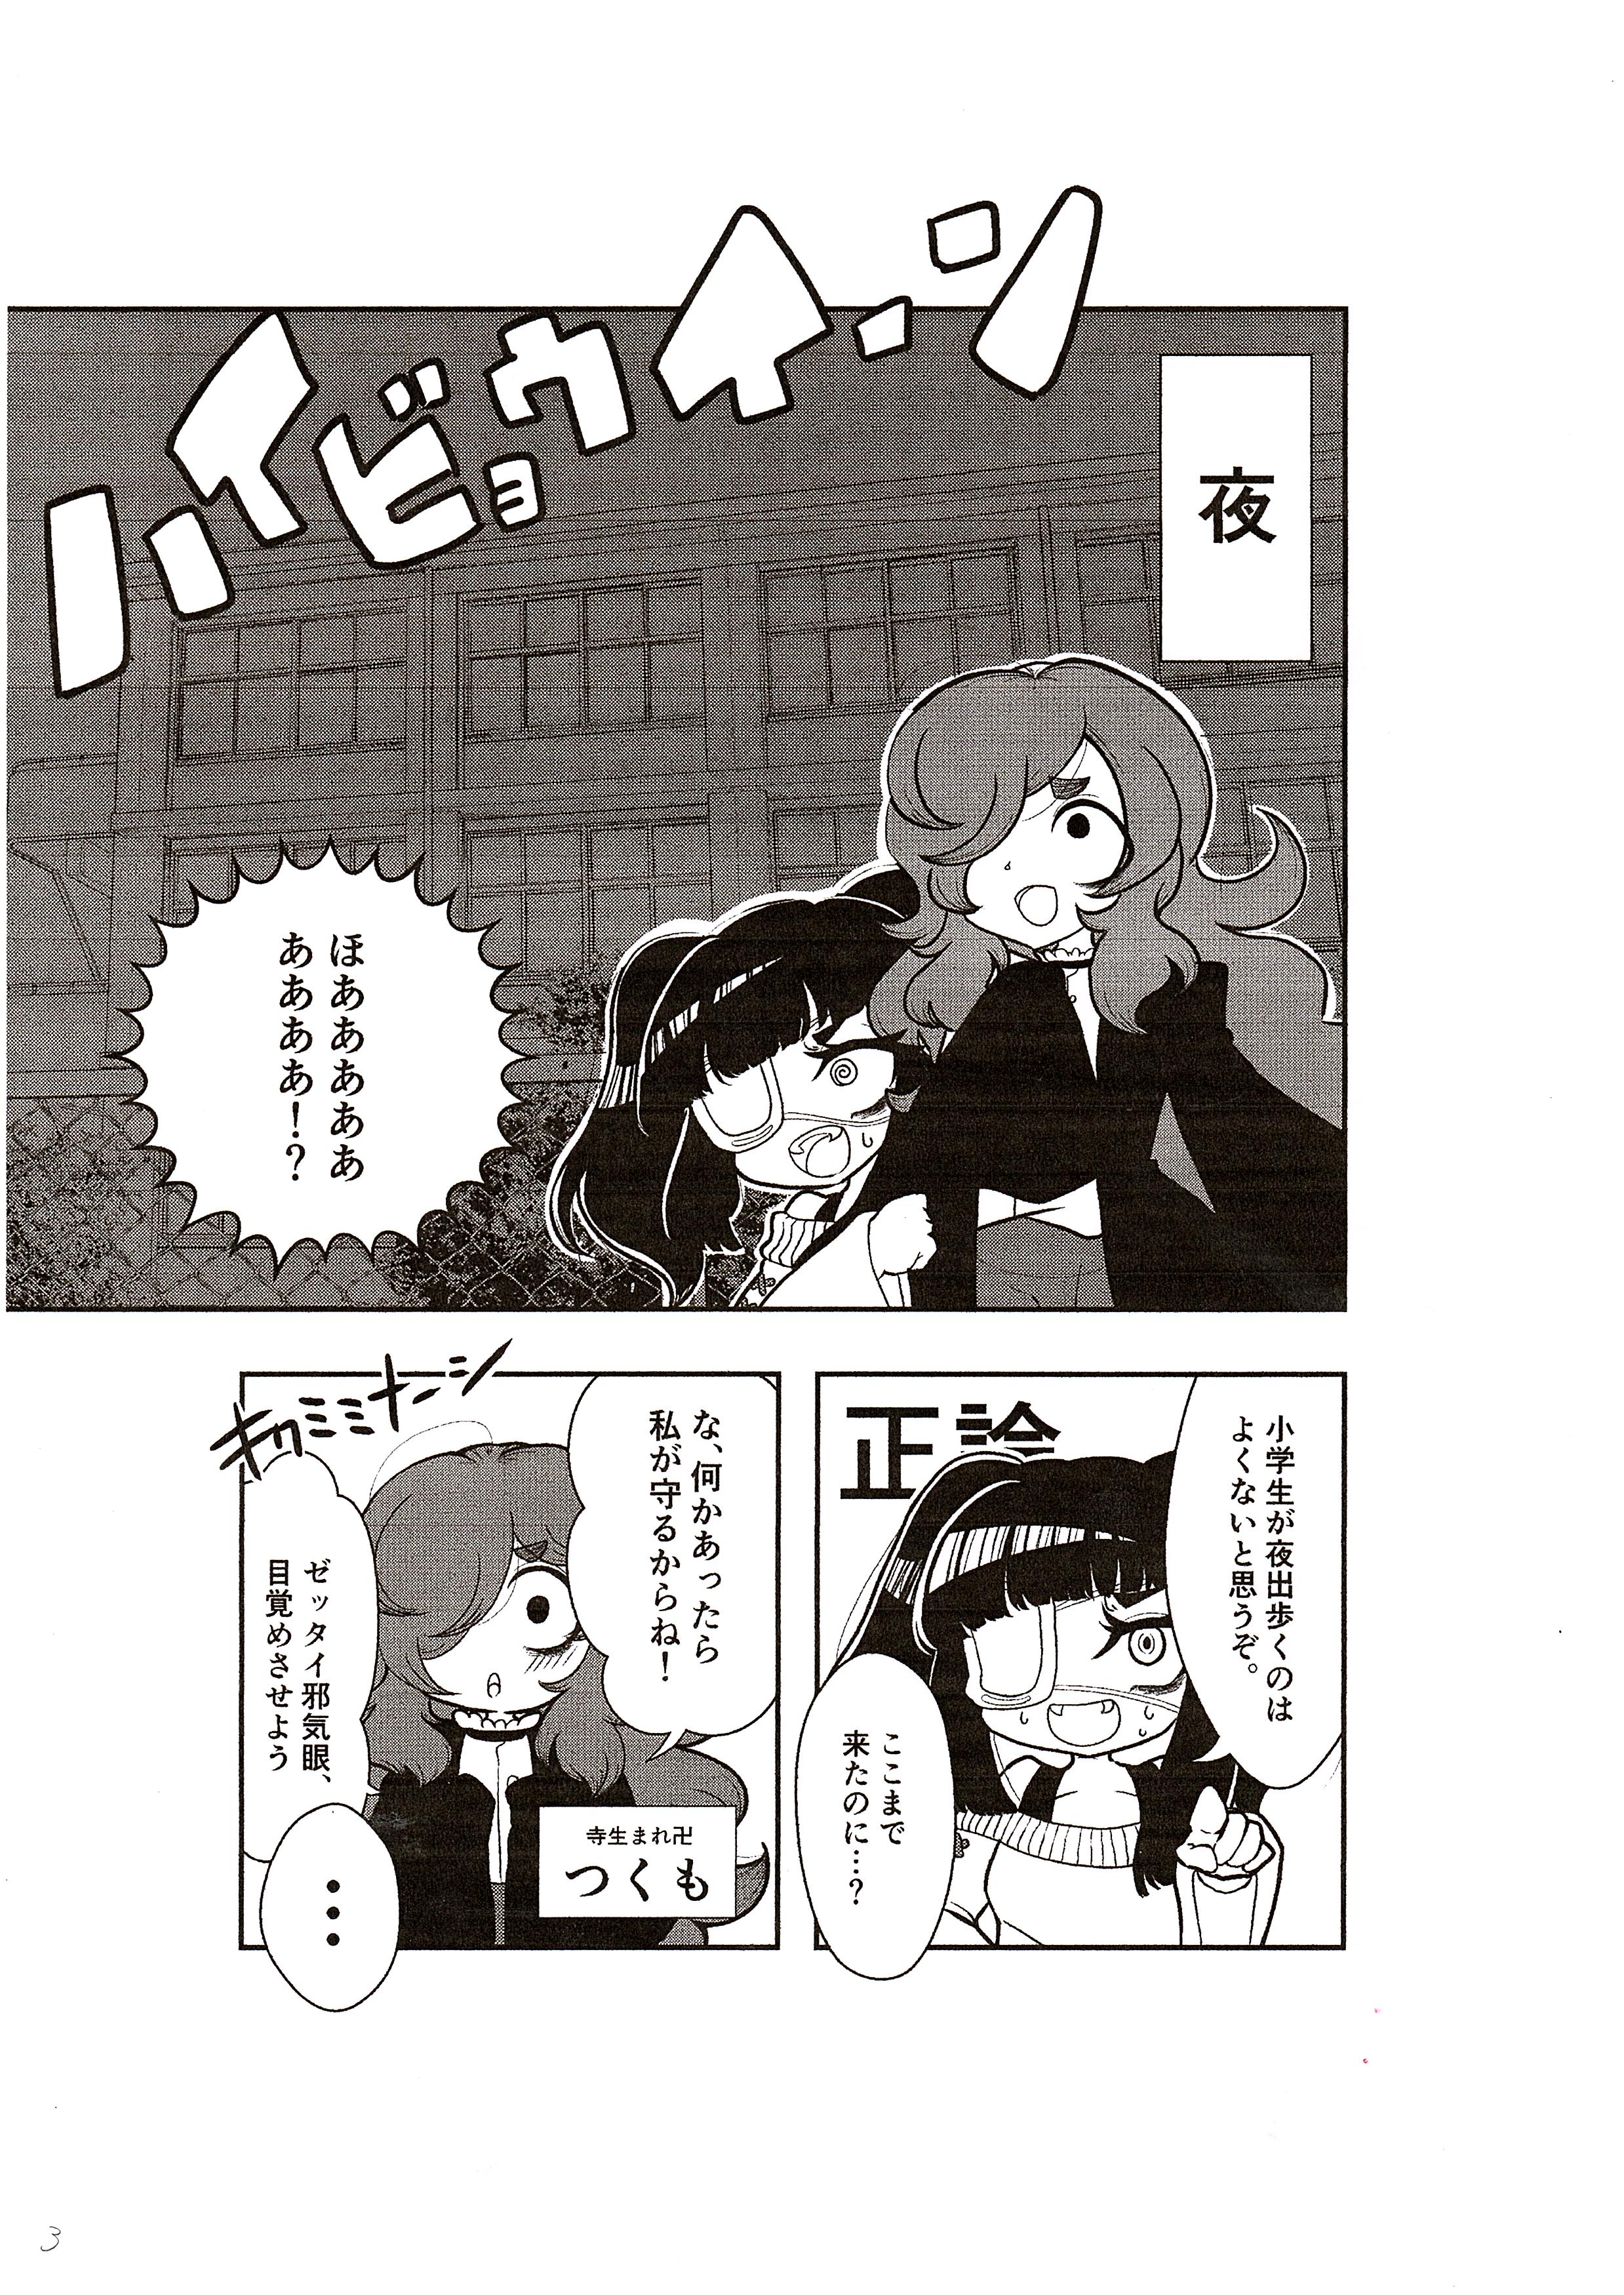 夜
ハイビョウイーン
ほああああああ
ああああ！？
小学生が夜出歩くのは
よくないと思うぞ。
正論
ここまで
来たのに…？
な、何かあったら
私が守るからね！
キクミミナーシ
ゼッタイ邪気眼、
目覚めさせよう
…
寺生まれ卍
つくも
3